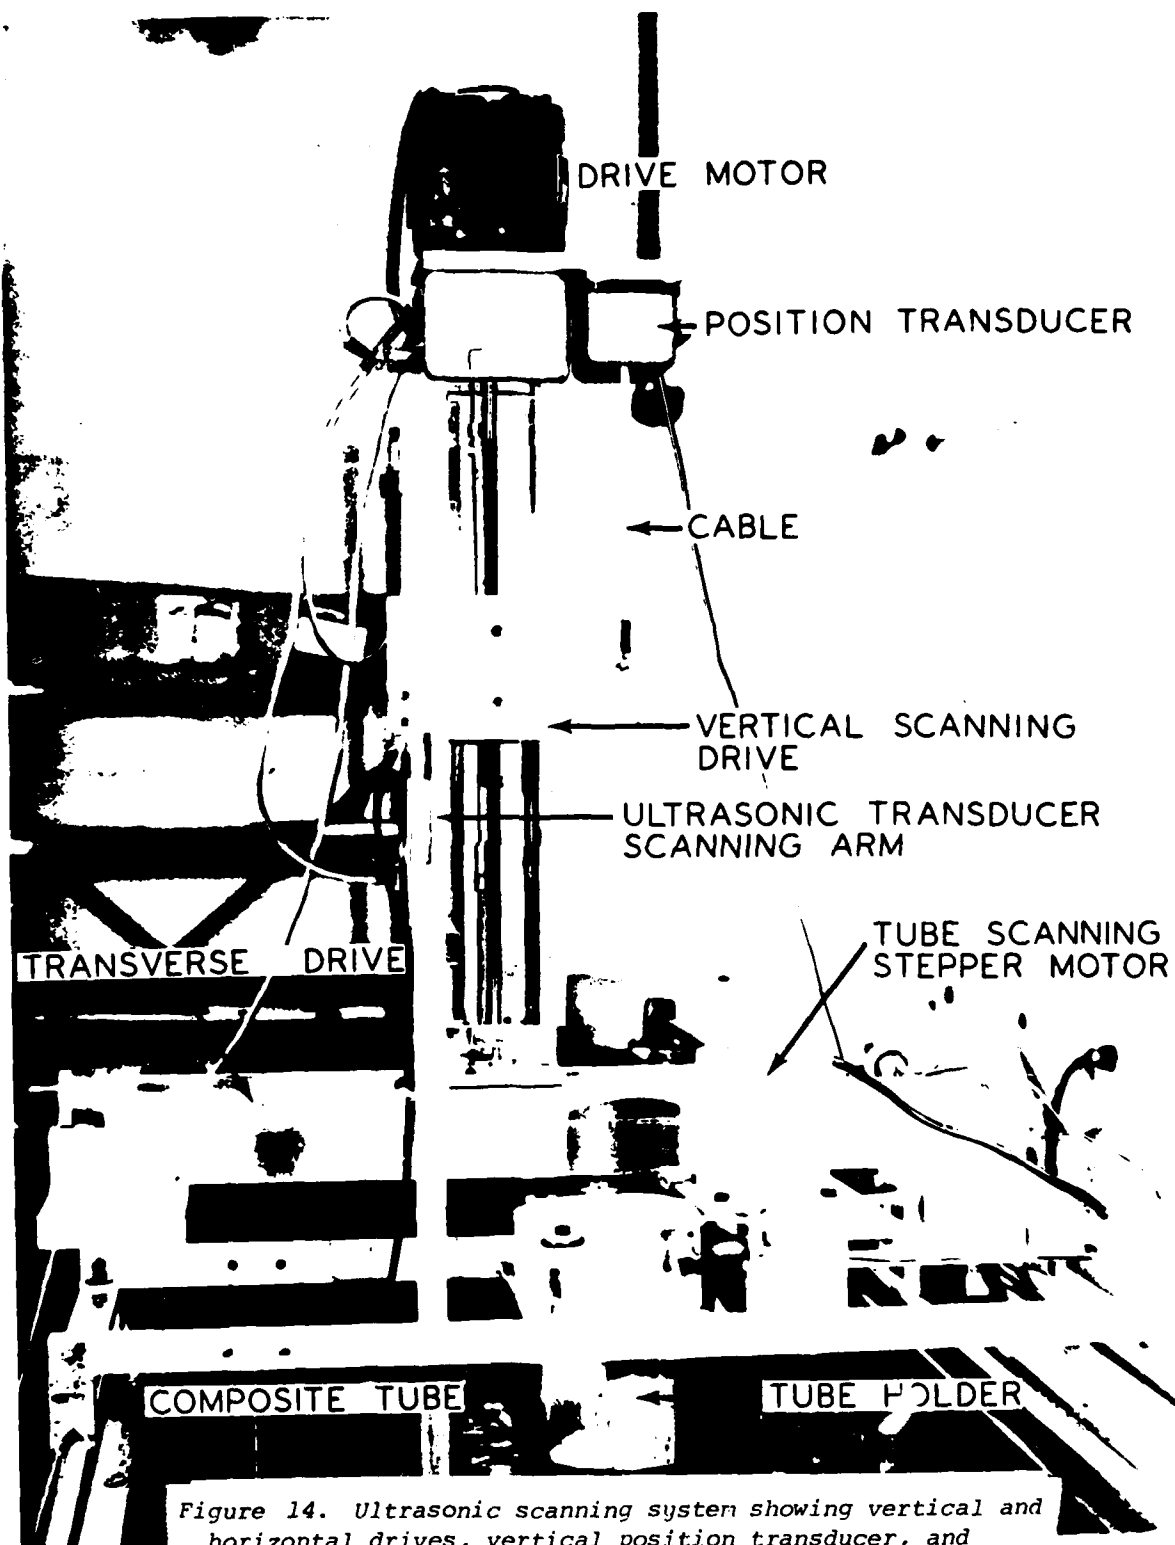 DRIVE MOTOR
POSITION TRANSDUCER
CABLE
VERTICAL SCANNING
DRIVE
ULTRASONIC TRANSDUCER
SCANNING ARM
TUBE SCANNING
STEPPER MOTOR
TRANSVERSE DRIVE
COMPOSITE TUBE
TUBE HOLDER
Figure 14. Ultrasonic scanning system showing vertical and
horizontal drives, vertical position transducer, and